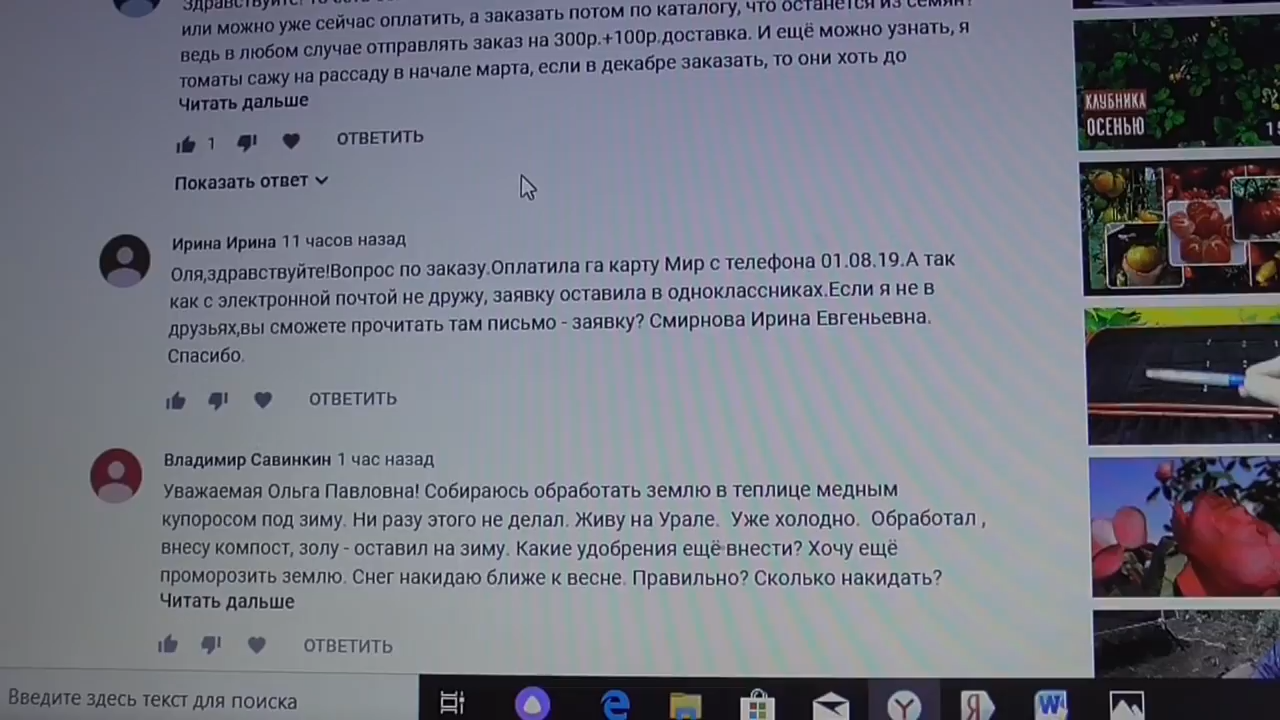 или можно уже сейчас оплатить, а заказать потом по каталогу, что останется из семян?
ведь в любом случае отправлять заказ на 300р.+100р.доставка. И ещё можно узнать, я
томаты сажу на рассаду в начале марта, если в декабре заказать, то они хоть до
Читать дальше
1 ОТВЕТИТЬ
Показать ответ
Ирина Ирина 11 часов назад
Оля,здравствуйте!Вопрос по заказу.Оплатила га карту Мир с телефона 01.08.19.А так
как с электронной почтой не дружу, заявку оставила в одноклассниках.Если я не в
друзьях,вы сможете прочитать там письмо - заявку? Смирнова Ирина Евгеньевна.
Спасибо.
ОТВЕТИТЬ
Владимир Савинкин 1 час назад
Уважаемая Ольга Павловна! Собираюсь обработать землю в теплице медным
купоросом под зиму. Ни разу этого не делал. Живу на Урале. Уже холодно. Обработал ,
внесу компост, золу - оставил на зиму. Какие удобрения ещё внести? Хочу ещё
проморозить землю. Снег накидаю ближе к весне. Правильно? Сколько накидать?
Читать дальше
ОТВЕТИТЬ
КЛУБНИКА
ОСЕНЬЮ
Введите здесь текст для поиска